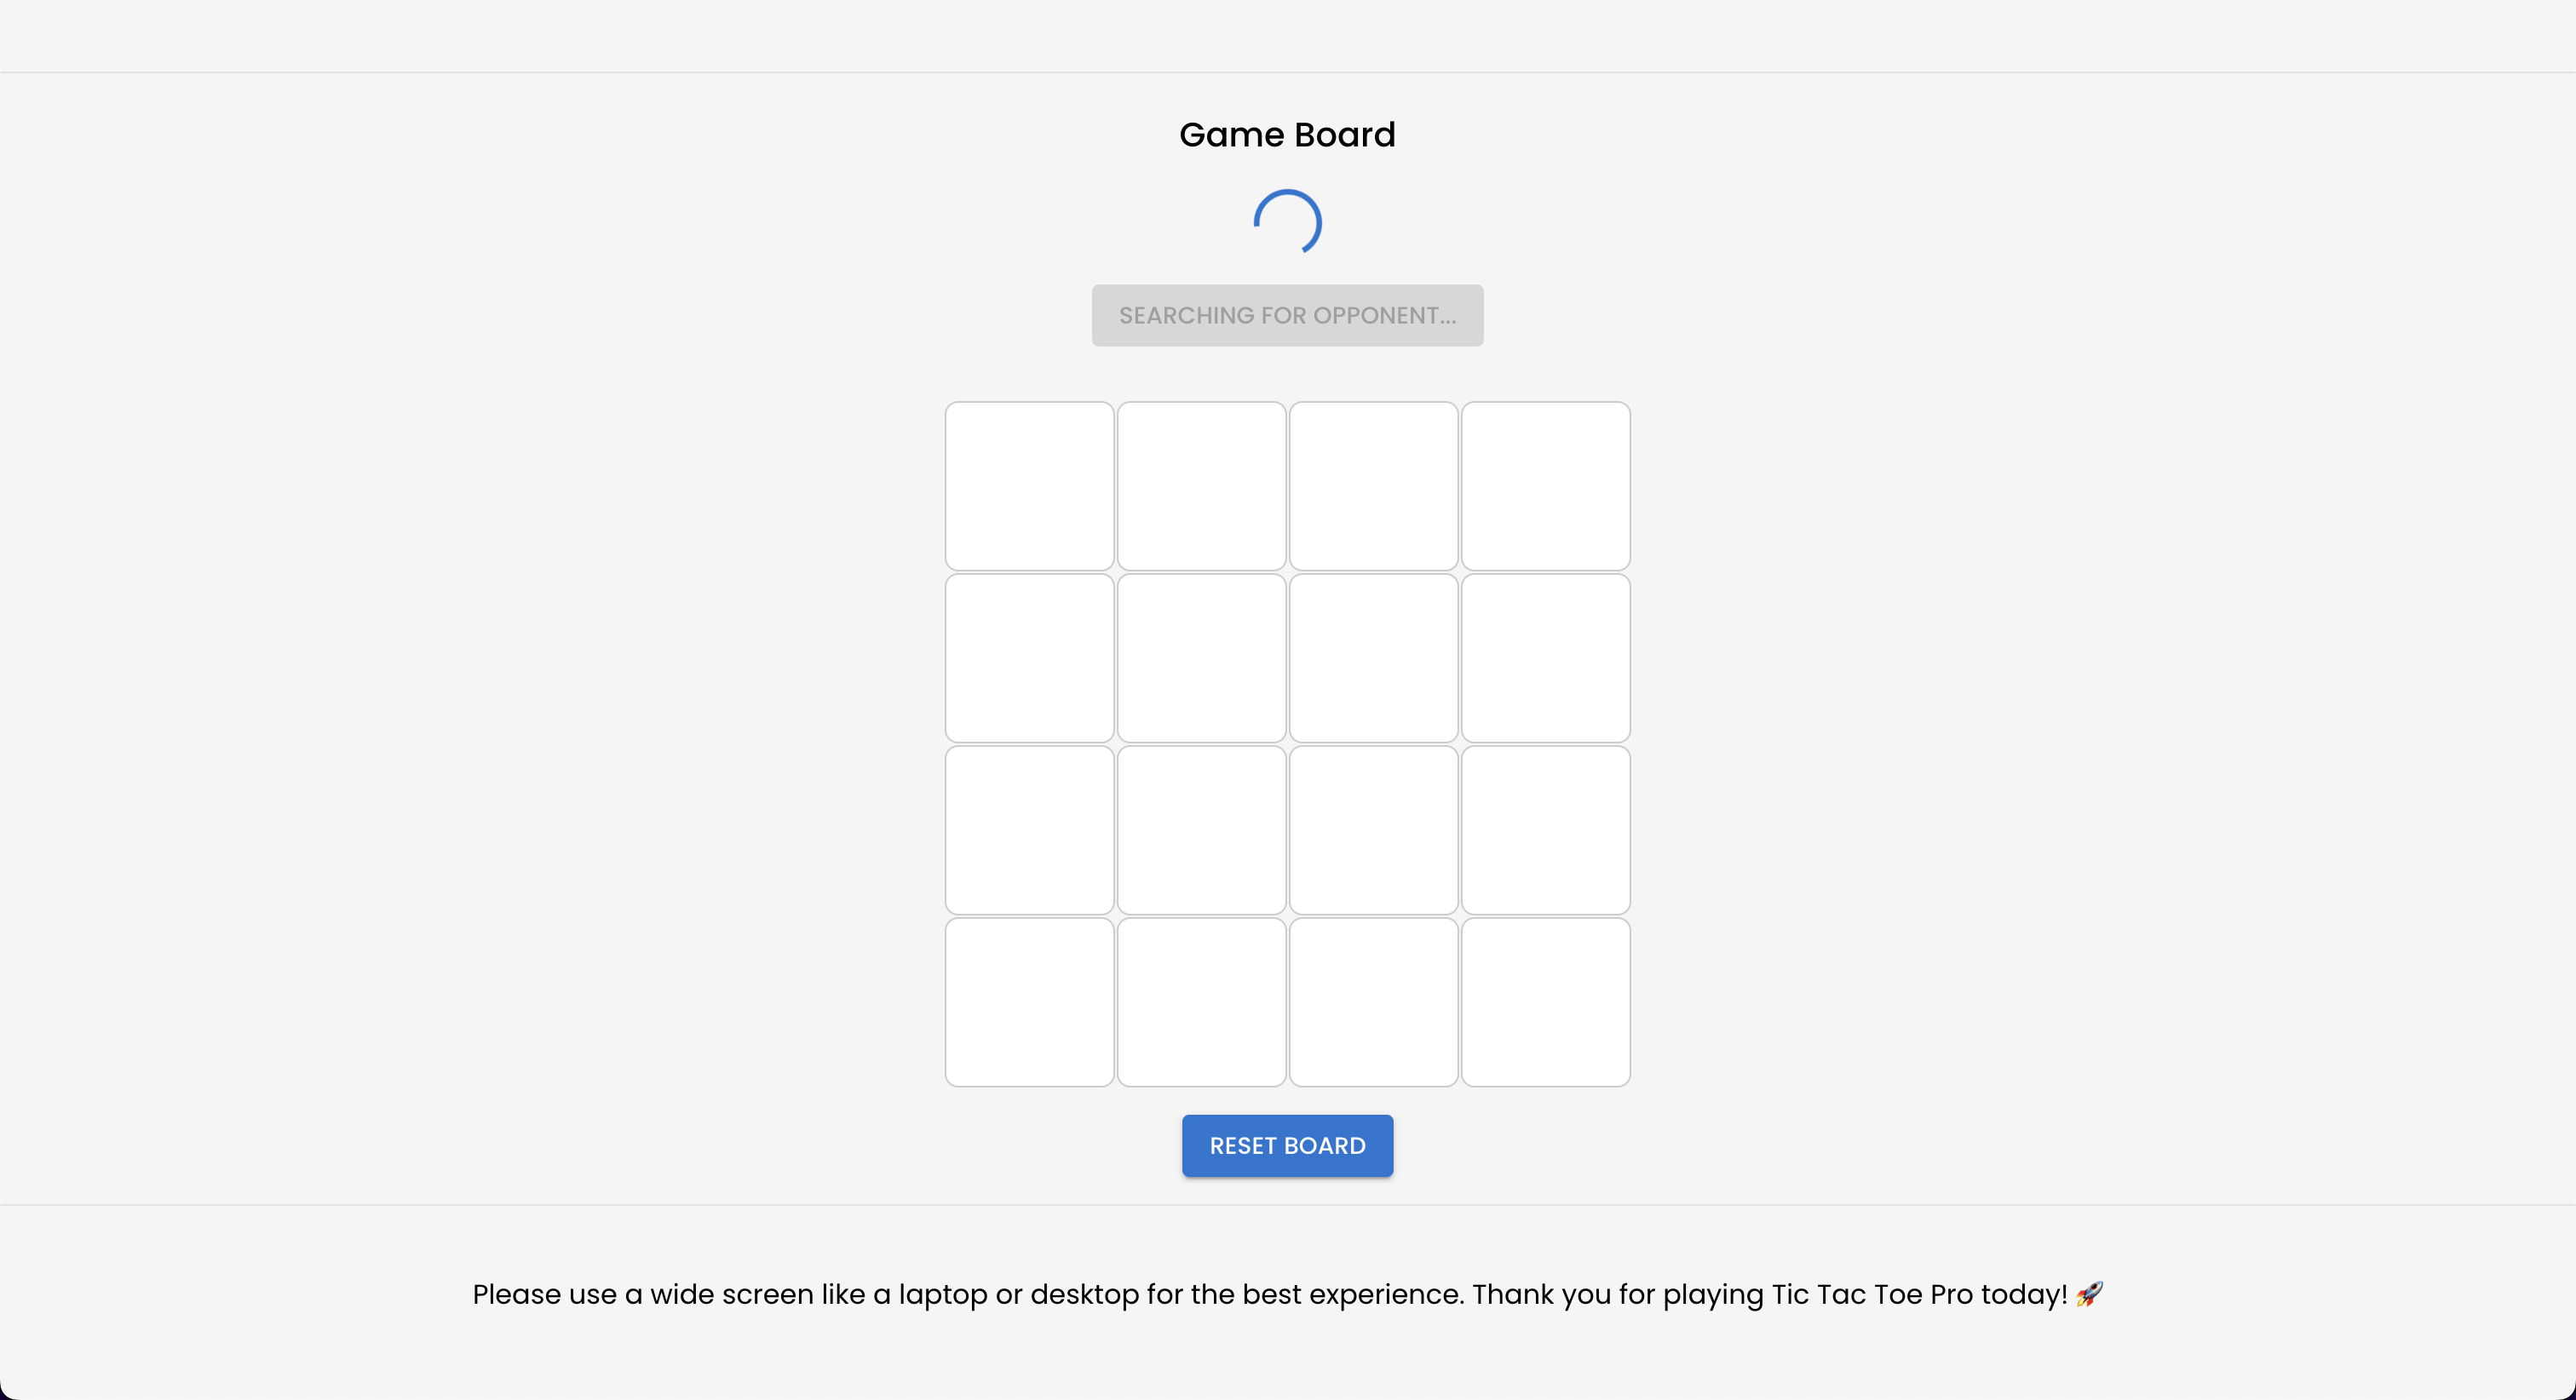 Game Board
SEARCHING FOR OPPONENT...
RESET BOARD
Please use a wide screen like a laptop or desktop for the best experience. Thank you for playing Tic Tac Toe Pro today! 🚀